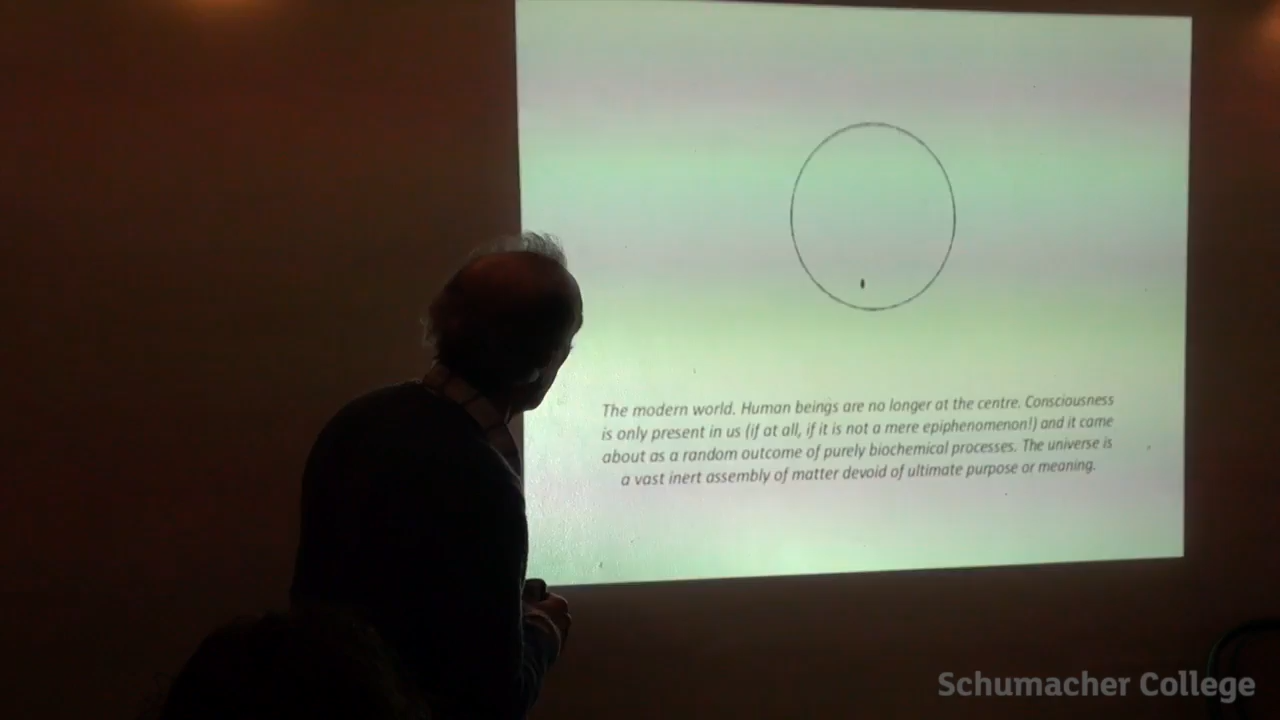 The modern world. Human beings are no longer at the centre. Consciousness
is only present in us (if at all, if it is not a mere epiphenomenon!) and it came
about as a random outcome of purely biochemical processes. The universe is
a vast inert assembly of matter devoid of ultimate purpose or meaning.
Schumacher College